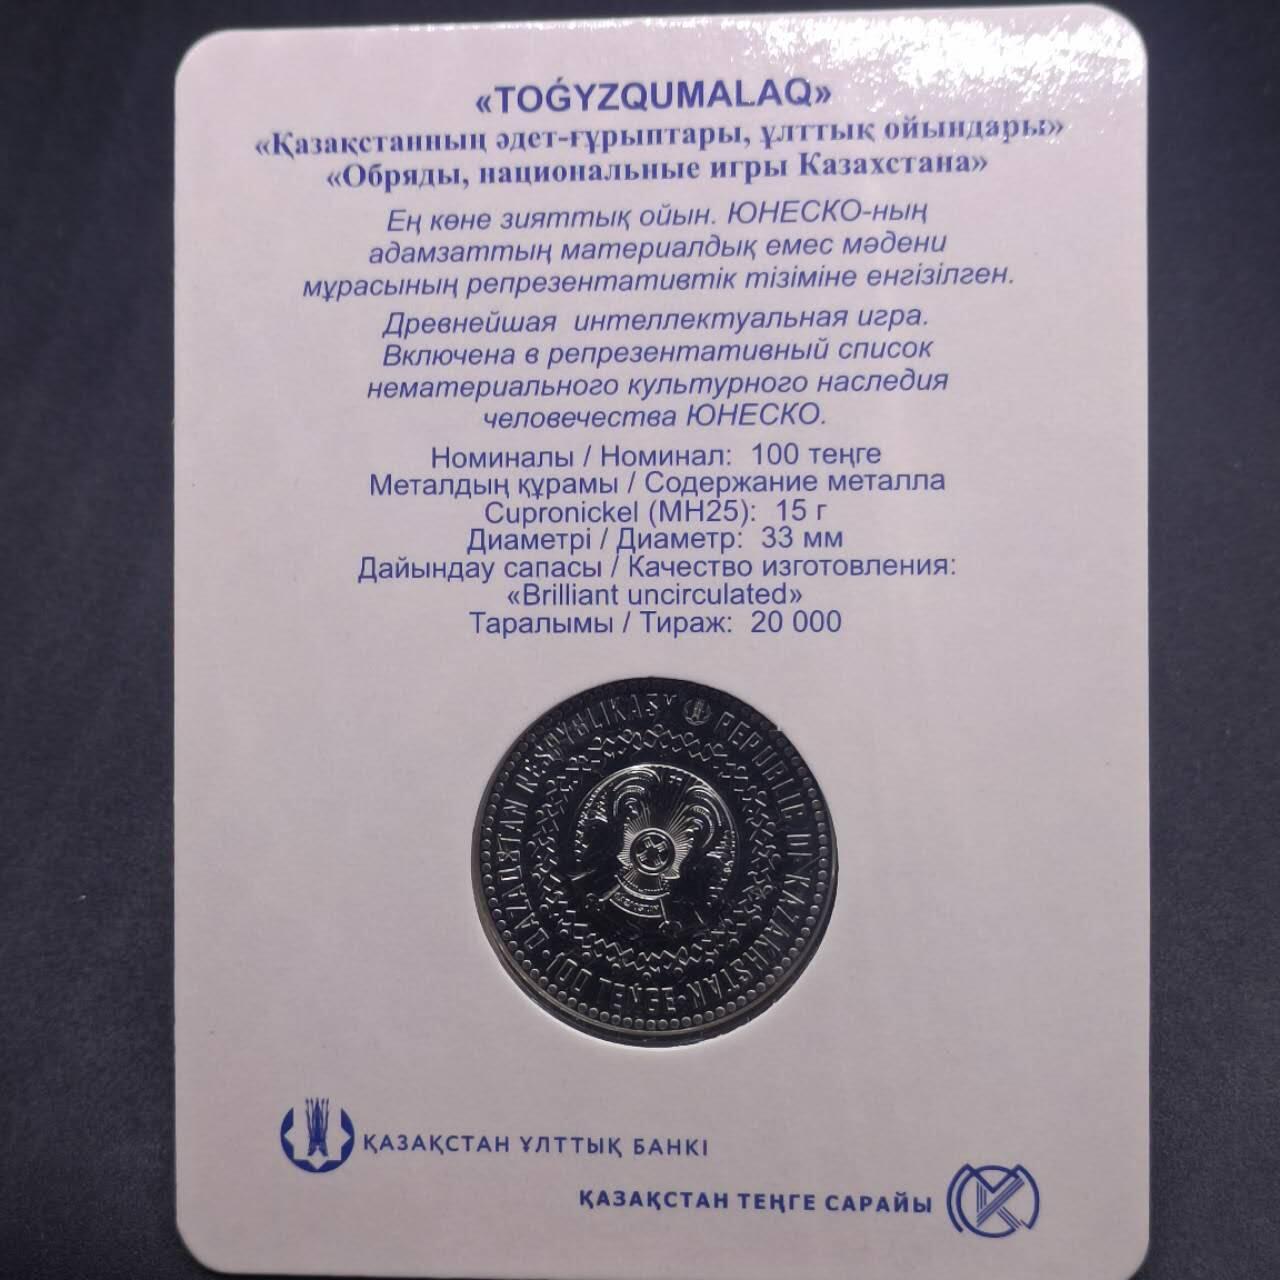 «TOǴYZQUMALAQ»
«Қазақстанның әдет-ғұрыптары, ұлттық ойындары»
«Обряды, национальные игры Казахстана»
Ең көне зияттық ойын. ЮНЕСКО-ның
адамзаттың материалдық емес мәдени
мұрасының репрезентативтік тізіміне енгізілген.
Древнейшая интеллектуальная игра.
Включена в репрезентативный список
нематериального культурного наследия
человечества ЮНЕСКО.
Номиналы / Номинал: 100 теңге
Металдың құрамы / Содержание металла
Cupronickel (МН25): 15 г
Диаметрі / Диаметр: 33 мм
Дайындау сапасы / Качество изготовления:
«Brilliant uncirculated»
Таралымы / Тираж: 20 000
QAZAQSTAN RESPÝBLIKASY
REPUBLIC OF KAZAKHSTAN
100 TEŃGE
QAZAQSTAN
ҚАЗАҚСТАН ҰЛТТЫҚ БАНКІ
ҚАЗАҚСТАН ТЕҢГЕ САРАЙЫ